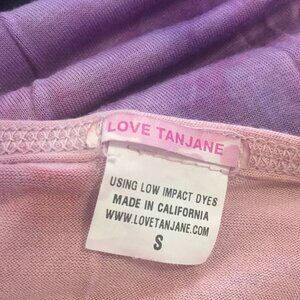 LOVE TANJANE
USING LOW IMPACT DYES
MADE IN CALIFORNIA
WWW.LOVETANJANE.COM
S